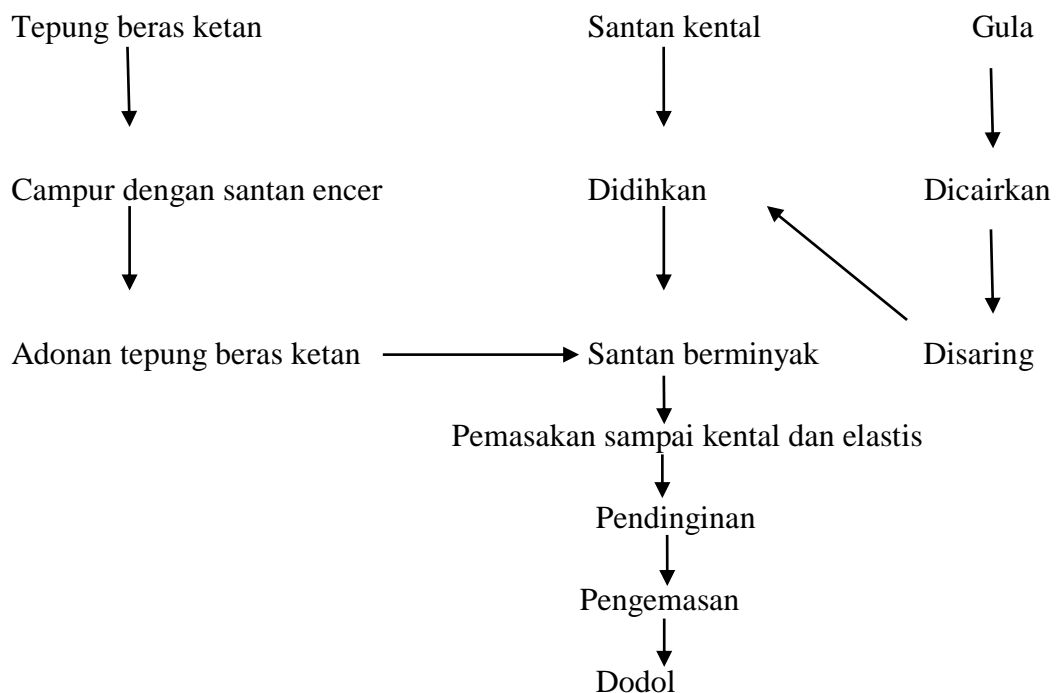 Tepung beras ketan Santan kental Gula
Campur dengan santan encer Didihkan Dicairkan
Adonan tepung beras ketan Santan berminyak Disaring
Pemasakan sampai kental dan elastis
Pendinginan
Pengemasan
Dodol